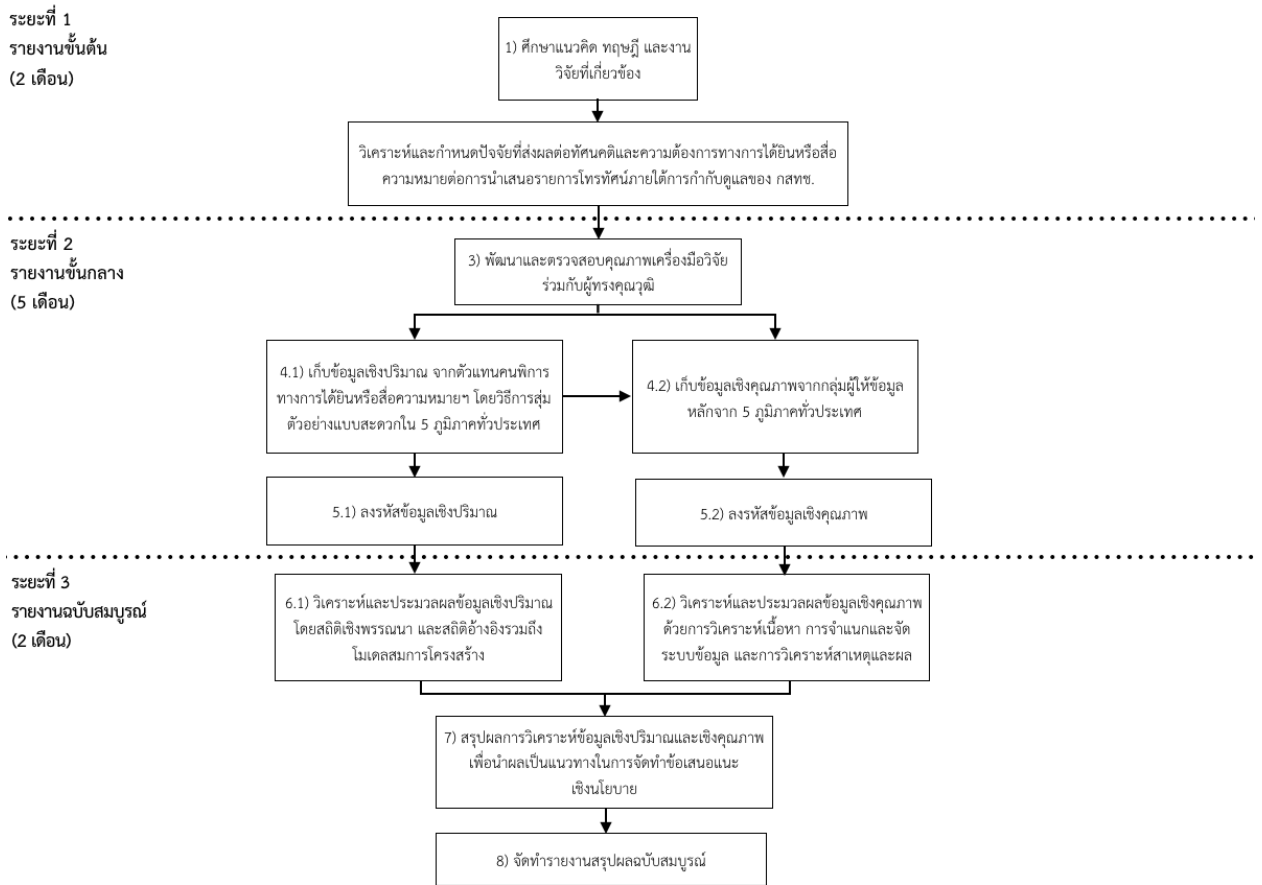 ระยะที่ 1
รายงานขั้นต้น
(2 เดือน)
1) ศึกษาแนวคิด ทฤษฎี และงาน
วิจัยที่เกี่ยวข้อง
วิเคราะห์และกำหนดปัจจัยที่ส่งผลต่อทัศนคติและความต้องการทางการได้ยินหรือสื่อ
ความหมายต่อการนำเสนอรายการโทรทัศน์ภายใต้การกำกับดูแลของ กสทช.
ระยะที่ 2
รายงานขั้นกลาง
(5 เดือน)
3) พัฒนาและตรวจสอบคุณภาพเครื่องมือวิจัย
ร่วมกับผู้ทรงคุณวุฒิ
4.1) เก็บข้อมูลเชิงปริมาณ จากตัวแทนคนพิการ
ทางการได้ยินหรือสื่อความหมายฯ โดยวิธีการสุ่ม
ตัวอย่างแบบสะดวกใน 5 ภูมิภาคทั่วประเทศ
4.2) เก็บข้อมูลเชิงคุณภาพจากกลุ่มผู้ให้ข้อมูล
หลักจาก 5 ภูมิภาคทั่วประเทศ
5.1) ลงรหัสข้อมูลเชิงปริมาณ
5.2) ลงรหัสข้อมูลเชิงคุณภาพ
ระยะที่ 3
รายงานฉบับสมบูรณ์
(2 เดือน)
6.1) วิเคราะห์และประมวลผลข้อมูลเชิงปริมาณ
โดยสถิติเชิงพรรณนา และสถิติอ้างอิงรวมถึง
โมเดลสมการโครงสร้าง
6.2) วิเคราะห์และประมวลผลข้อมูลเชิงคุณภาพ
ด้วยการวิเคราะห์เนื้อหา การจำแนกและจัด
ระบบข้อมูล และการวิเคราะห์สาเหตุและผล
7) สรุปผลการวิเคราะห์ข้อมูลเชิงปริมาณและเชิงคุณภาพ
เพื่อนำผลเป็นแนวทางในการจัดทำข้อเสนอแนะ
เชิงนโยบาย
8) จัดทำรายงานสรุปผลฉบับสมบูรณ์